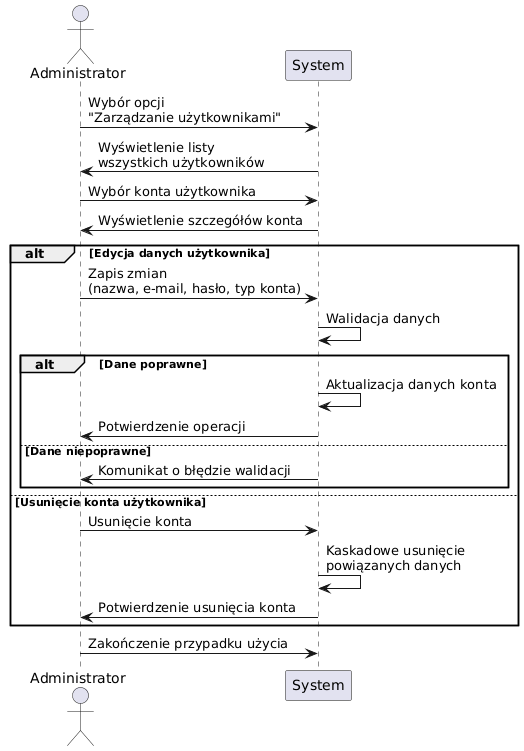 Administrator
System
Wybór opcji
"Zarządzanie użytkownikami"
Wyświetlenie listy
wszystkich użytkowników
Wybór konta użytkownika
Wyświetlenie szczegółów konta
alt
[Edycja danych użytkownika]
Zapis zmian
(nazwa, e-mail, hasło, typ konta)
Walidacja danych
alt
[Dane poprawne]
Aktualizacja danych konta
Potwierdzenie operacji
[Dane niepoprawne]
Komunikat o błędzie walidacji
[Usunięcie konta użytkownika]
Usunięcie konta
Kaskadowe usunięcie
powiązanych danych
Potwierdzenie usunięcia konta
Zakończenie przypadku użycia
Administrator
System